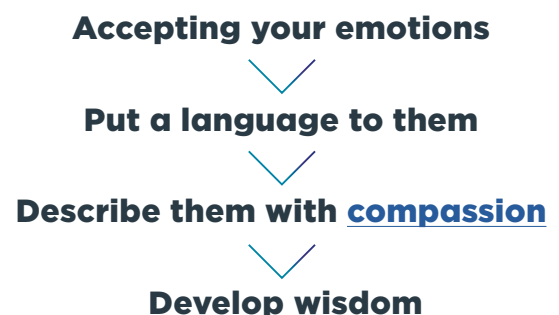 Accepting your emotions
Put a language to them
Describe them with compassion
Develop wisdom